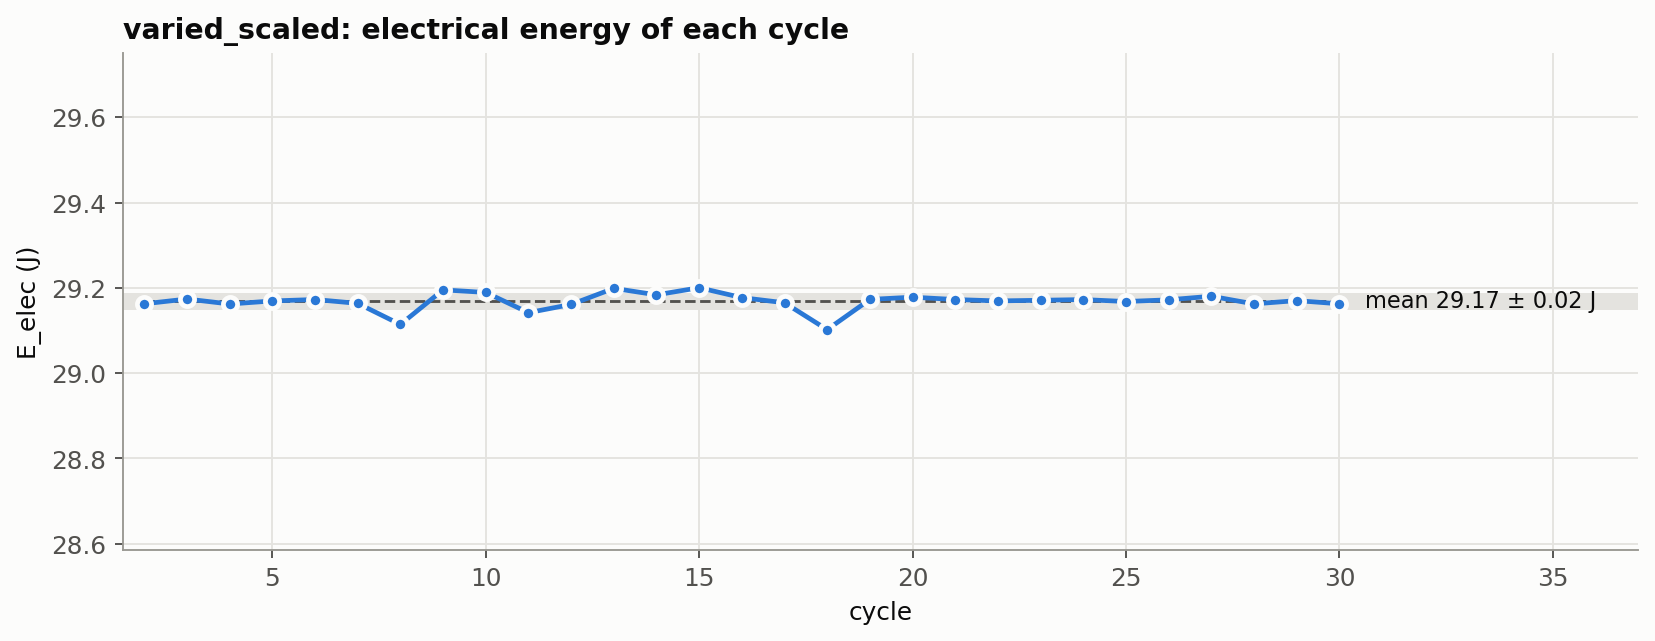 varied_scaled: electrical energy of each cycle
E_elec (J)
29.6
29.4
29.2
29.0
28.8
28.6
mean 29.17 ± 0.02 J
5 10 15 20 25 30 35
cycle